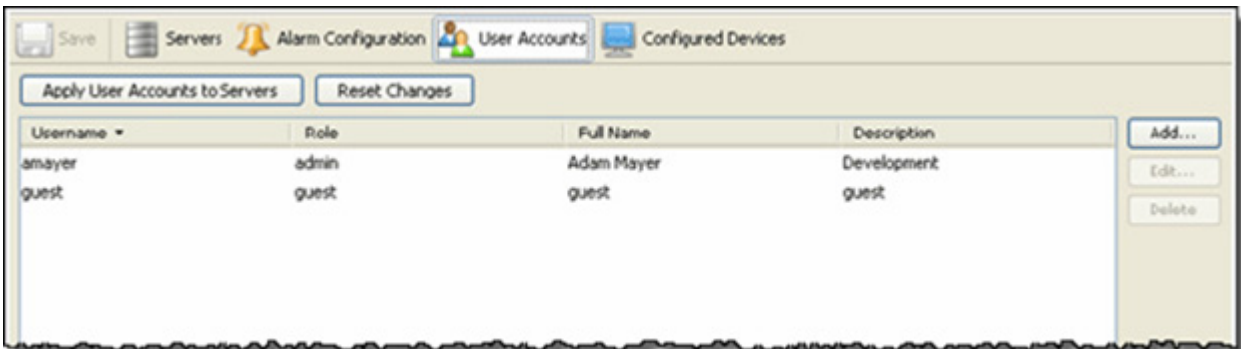 Save Servers Alarm Configuration User Accounts Configured Devices
Apply User Accounts to Servers Reset Changes
Username Role Full Name Description Add...
amayer admin Adam Mayer Development Edit...
guest guest guest guest
Delete